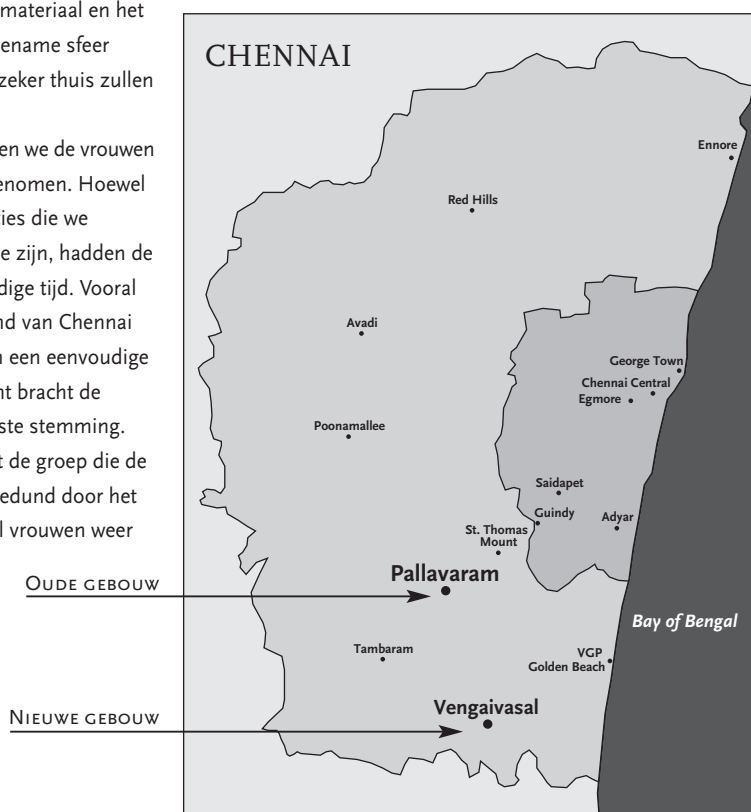 materiaal en het
ename sfeer
zeker thuis zullen
en we de vrouwen
enomen. Hoewel
ties die we
e zijn, hadden de
dige tijd. Vooral
nd van Chennai
n een eenvoudige
nt bracht de
ste stemming.
t de groep die de
edund door het
l vrouwen weer
OUDE GEBOUW
NIEUWE GEBOUW
CHENNAI
Ennore
Red Hills
Avadi
George Town
Chennai Central
Egmore
Poonamallee
Saidapet
Guindy
Adyar
St. Thomas
Mount
Pallavaram
Bay of Bengal
Tambaram
VGP
Golden Beach
Vengaivasal